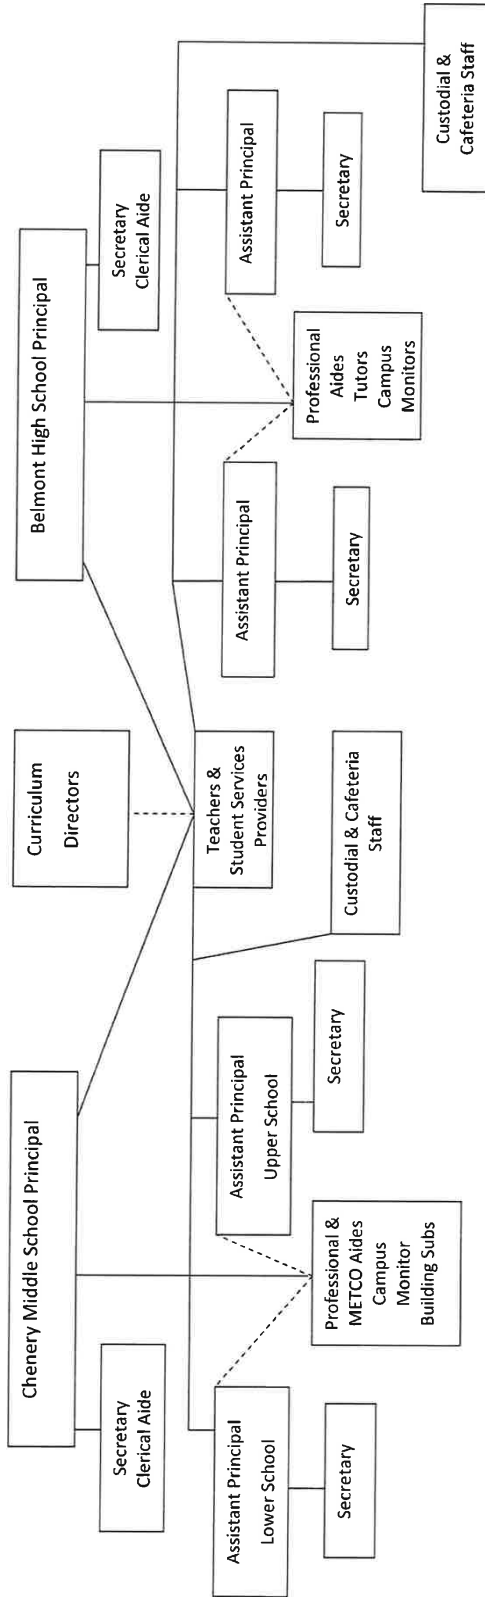 Chenery Middle School Principal
Curriculum
Directors
Belmont High School Principal
Secretary
Clerical Aide
Secretary
Clerical Aide
Assistant Principal
Lower School
Assistant Principal
Upper School
Teachers &
Student Services
Providers
Assistant Principal
Assistant Principal
Secretary
Professional &
METCO Aides
Campus
Monitor
Building Subs
Secretary
Custodial & Cafeteria
Staff
Secretary
Professional
Aides
Tutors
Campus
Monitors
Secretary
Custodial &
Cafeteria Staff